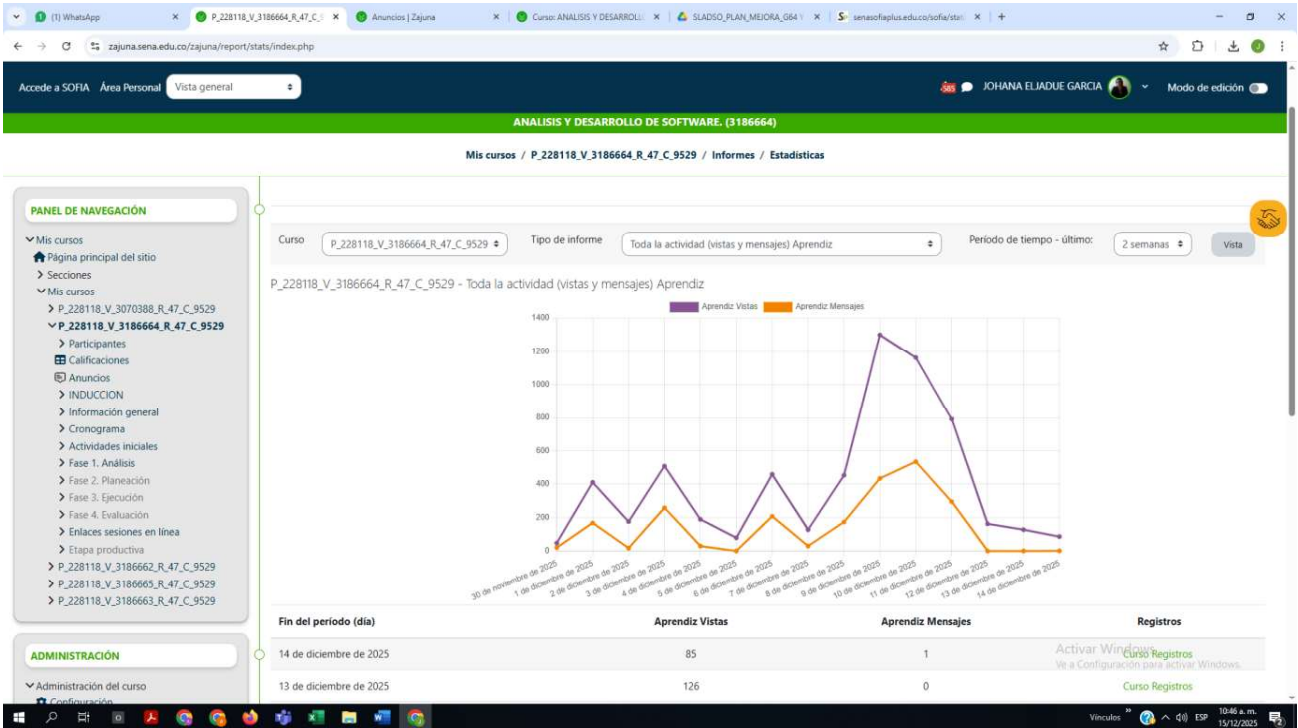 (1) WhatsApp
P_228118_V_3186664_R_47_C_
Anuncios | Zajuna
Curso: ANALISIS Y DESARROLL
SLADSO_PLAN_MEJORA_G64
senasofiaplus.edu.co/sofia/sta
zajuna.sena.edu.co/zajuna/report/stats/index.php
Accede a SOFIA Área Personal Vista general
JOHANA ELJADUE GARCIA Modo de edición
ANALISIS Y DESARROLLO DE SOFTWARE. (3186664)
Mis cursos / P_228118_V_3186664_R_47_C_9529 / Informes / Estadísticas
PANEL DE NAVEGACIÓN
Mis cursos
Página principal del sitio
Secciones
Mis cursos
P_228118_V_3070388_R_47_C_9529
P_228118_V_3186664_R_47_C_9529
Participantes
Calificaciones
Anuncios
INDUCCION
Información general
Cronograma
Actividades iniciales
Fase 1. Análisis
Fase 2. Planeación
Fase 3. Ejecución
Fase 4. Evaluación
Enlaces sesiones en línea
Etapa productiva
P_228118_V_3186662_R_47_C_9529
P_228118_V_3186665_R_47_C_9529
P_228118_V_3186663_R_47_C_9529
ADMINISTRACIÓN
Administración del curso
Configuración
Curso P_228118_V_3186664_R_47_C_9529 Tipo de informe Toda la actividad (vistas y mensajes) Aprendiz Período de tiempo - último: 2 semanas Vista
P_228118_V_3186664_R_47_C_9529 - Toda la actividad (vistas y mensajes) Aprendiz
Aprendiz Vistas Aprendiz Mensajes
1400
1200
1000
800
600
400
200
0
30 de noviembre de 2025
1 de diciembre de 2025
2 de diciembre de 2025
3 de diciembre de 2025
4 de diciembre de 2025
5 de diciembre de 2025
6 de diciembre de 2025
7 de diciembre de 2025
8 de diciembre de 2025
9 de diciembre de 2025
10 de diciembre de 2025
11 de diciembre de 2025
12 de diciembre de 2025
13 de diciembre de 2025
14 de diciembre de 2025
Fin del período (día) Aprendiz Vistas Aprendiz Mensajes Registros
14 de diciembre de 2025 85 1 Curso Registros
13 de diciembre de 2025 126 0 Curso Registros
Activar Windows
Ve a Configuración para activar Windows.
Vínculos ESP 10:46 a. m.
15/12/2025